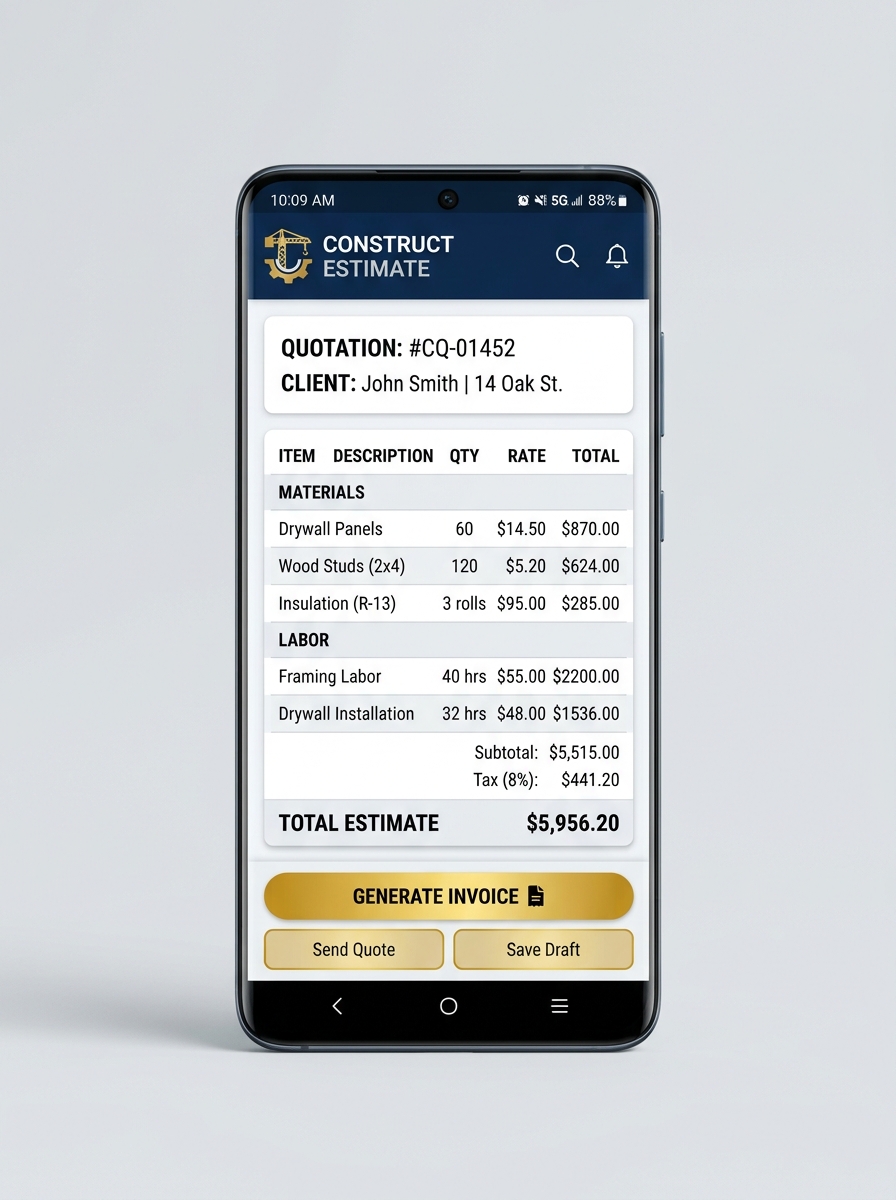 10:09 AM 5G 88%
CONSTRUCT
ESTIMATE
QUOTATION: #CQ-01452
CLIENT: John Smith | 14 Oak St.
ITEM DESCRIPTION QTY RATE TOTAL
MATERIALS
Drywall Panels 60 $14.50 $870.00
Wood Studs (2x4) 120 $5.20 $624.00
Insulation (R-13) 3 rolls $95.00 $285.00
LABOR
Framing Labor 40 hrs $55.00 $2200.00
Drywall Installation 32 hrs $48.00 $1536.00
Subtotal: $5,515.00
Tax (8%): $441.20
TOTAL ESTIMATE $5,956.20
GENERATE INVOICE
Send Quote Save Draft